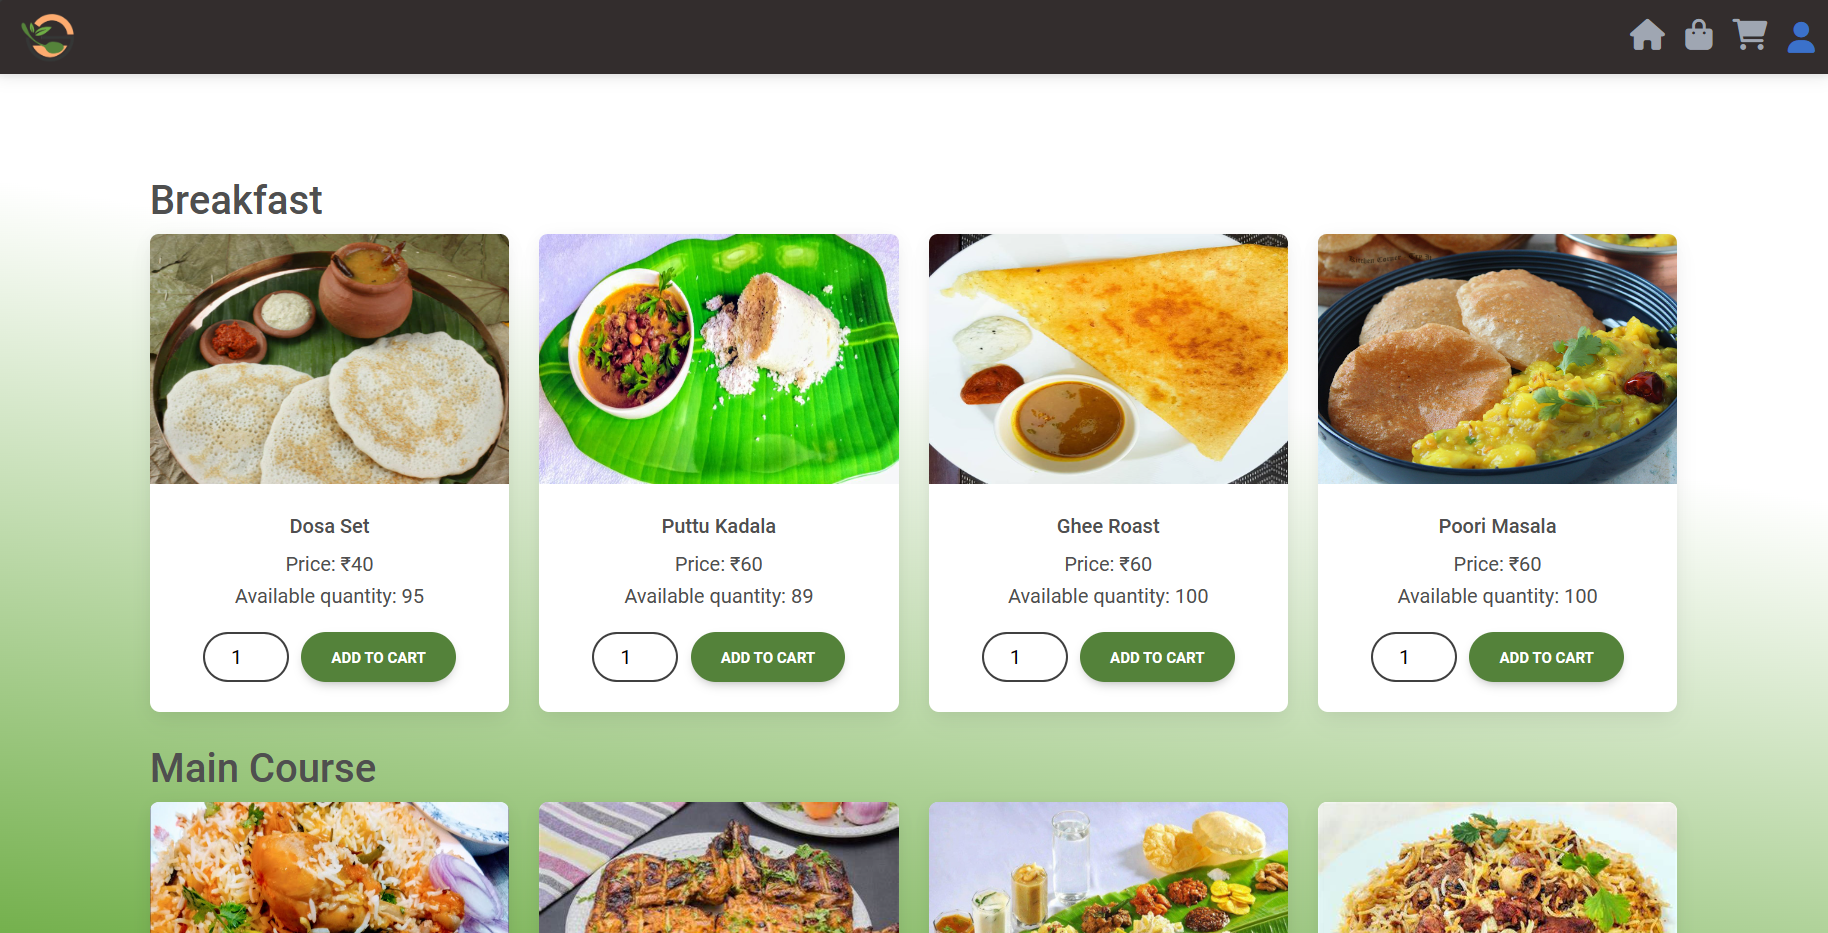 Breakfast
Dosa Set
Price: ₹40
Available quantity: 95
1
ADD TO CART
Puttu Kadala
Price: ₹60
Available quantity: 89
1
ADD TO CART
Ghee Roast
Price: ₹60
Available quantity: 100
1
ADD TO CART
Poori Masala
Price: ₹60
Available quantity: 100
1
ADD TO CART
Main Course